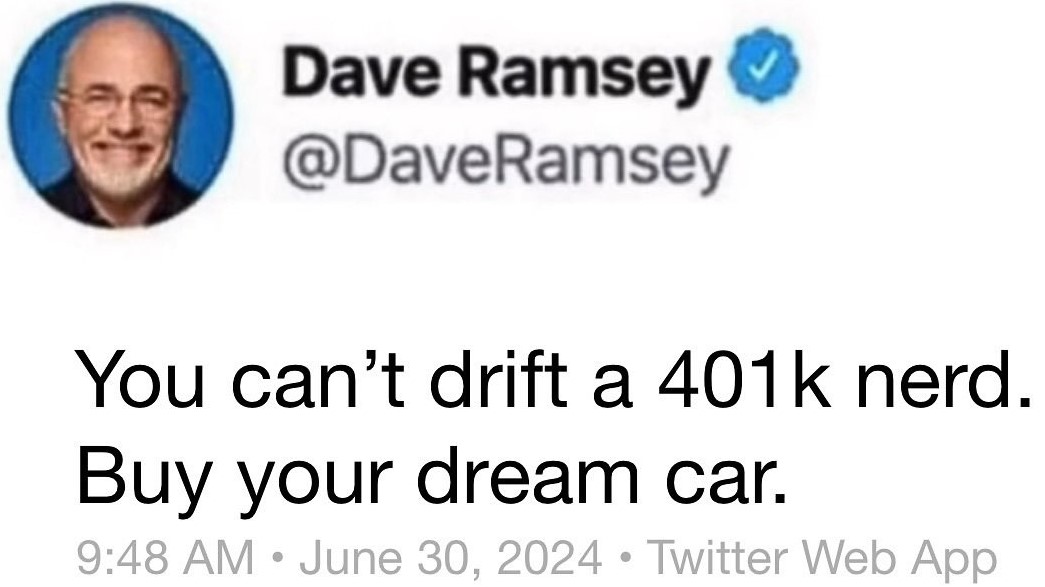 Dave Ramsey
@DaveRamsey
You can’t drift a 401k nerd.
Buy your dream car.
9:48 AM • June 30, 2024 • Twitter Web App